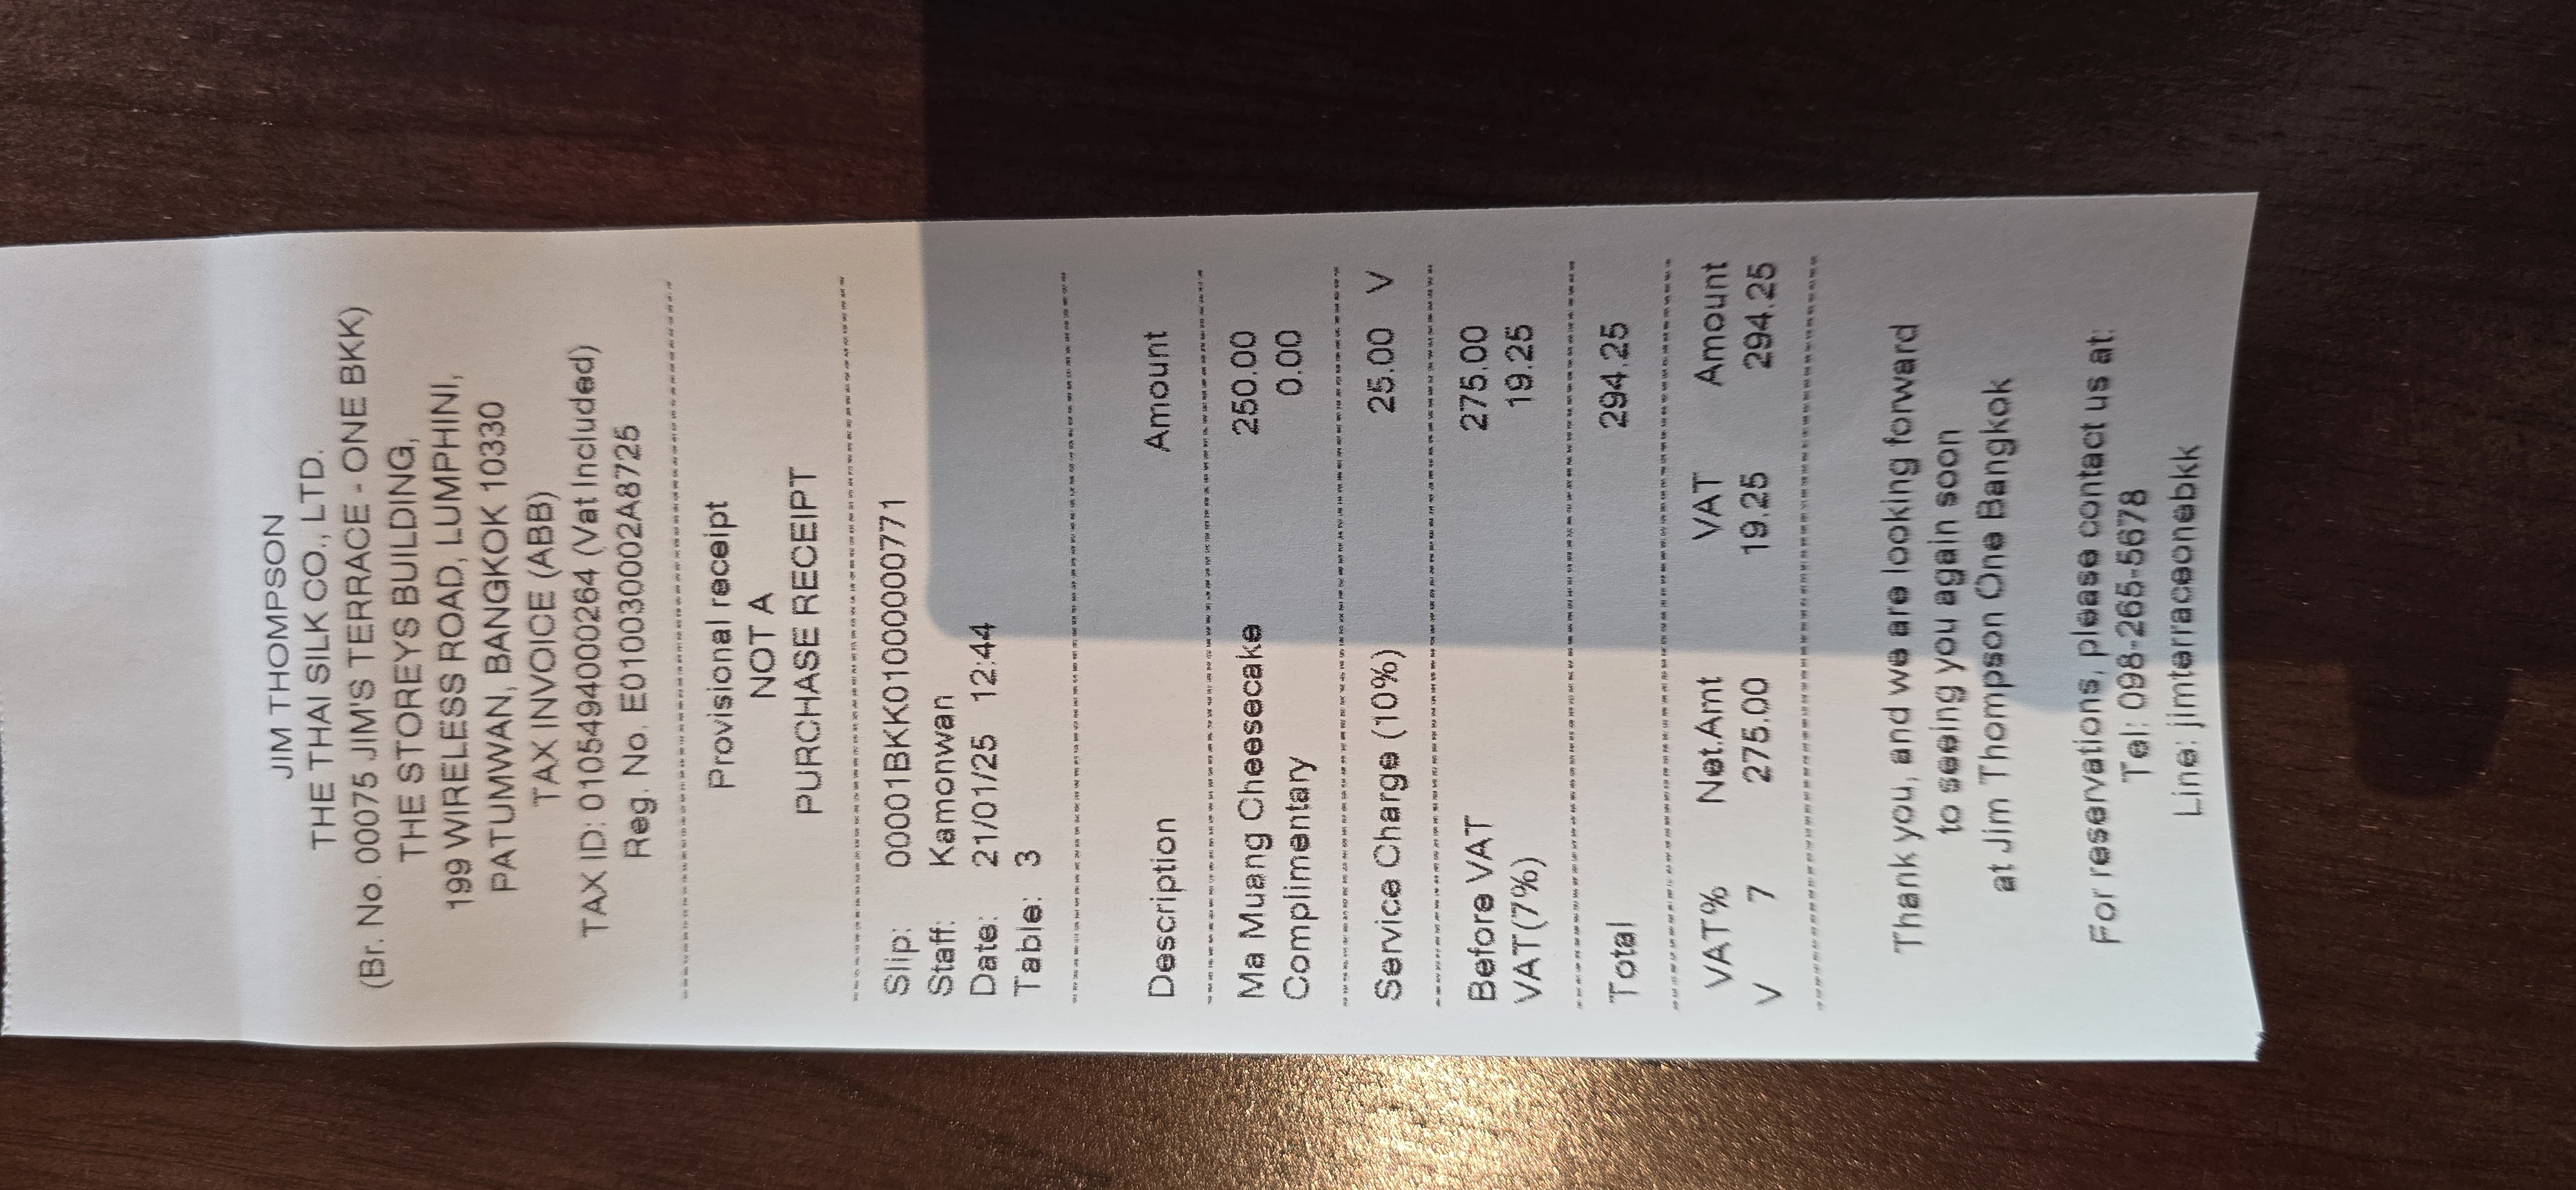 JIM THOMPSON
THE THAI SILK CO., LTD.
(Br. No. 00075 JIM'S TERRACE - ONE BKK)
THE STOREYS BUILDING,
199 WIRELESS ROAD, LUMPHINI,
PATUMWAN, BANGKOK 10330
TAX INVOICE (ABB)
TAX ID: 0105494000264 (Vat Included)
Reg. No. E010030002A8725
Provisional receipt
NOT A
PURCHASE RECEIPT
Slip: 00001BKK01000000771
Staff: Kamonwan
Date: 21/01/25 12:44
Table: 3
Description Amount
Ma Muang Cheesecake 250.00
Complimentary 0.00
Service Charge (10%) 25.00 V
Before VAT 275.00
VAT(7%) 19.25
Total 294.25
VAT% Net.Amt VAT Amount
V 7 275.00 19.25 294.25
Thank you, and we are looking forward
to seeing you again soon
at Jim Thompson One Bangkok
For reservations, please contact us at:
Tel: 098-265-5678
Line: jimterraceonebkk